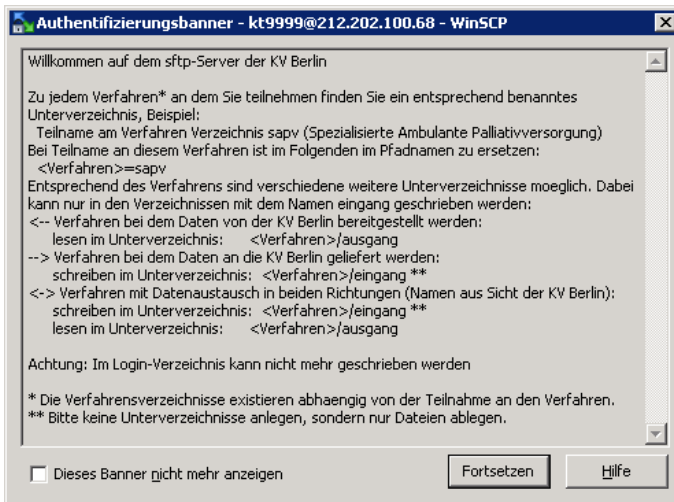 Authentifizierungsbanner - kt9999@212.202.100.68 - WinSCP
Willkommen auf dem sftp-Server der KV Berlin
Zu jedem Verfahren* an dem Sie teilnehmen finden Sie ein entsprechend benanntes
Unterverzeichnis, Beispiel:
Teilname am Verfahren Verzeichnis sapv (Spezialisierte Ambulante Palliativversorgung)
Bei Teilname an diesem Verfahren ist im Folgenden im Pfadnamen zu ersetzen:
<Verfahren>=sapv
Entsprechend des Verfahrens sind verschiedene weitere Unterverzeichnisse moeglich. Dabei
kann nur in den Verzeichnissen mit dem Namen eingang geschrieben werden:
<-- Verfahren bei dem Daten von der KV Berlin bereitgestellt werden:
lesen im Unterverzeichnis: <Verfahren>/ausgang
--> Verfahren bei dem Daten an die KV Berlin geliefert werden:
schreiben im Unterverzeichnis: <Verfahren>/eingang **
<-> Verfahren mit Datenaustausch in beiden Richtungen (Namen aus Sicht der KV Berlin):
schreiben im Unterverzeichnis: <Verfahren>/eingang **
lesen im Unterverzeichnis: <Verfahren>/ausgang
Achtung: Im Login-Verzeichnis kann nicht mehr geschrieben werden
* Die Verfahrensverzeichnisse existieren abhaengig von der Teilnahme an den Verfahren.
** Bitte keine Unterverzeichnisse anlegen, sondern nur Dateien ablegen.
Dieses Banner nicht mehr anzeigen
Fortsetzen
Hilfe